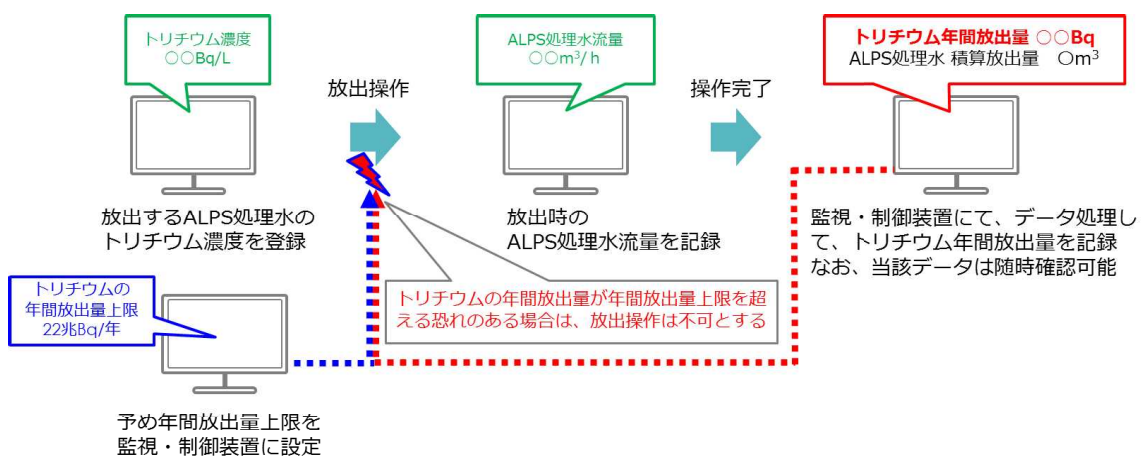 トリチウム濃度
○○Bq/L
放出操作
ALPS処理水流量
○○m³/ h
操作完了
トリチウム年間放出量 ○○Bq
ALPS処理水 積算放出量　○m³
放出するALPS処理水の
トリチウム濃度を登録
放出時の
ALPS処理水流量を記録
監視・制御装置にて、データ処理し
て、トリチウム年間放出量を記録
なお、当該データは随時確認可能
トリチウムの
年間放出量上限
22兆Bq/年
トリチウムの年間放出量が年間放出量上限を超
える恐れのある場合は、放出操作は不可とする
予め年間放出量上限を
監視・制御装置に設定